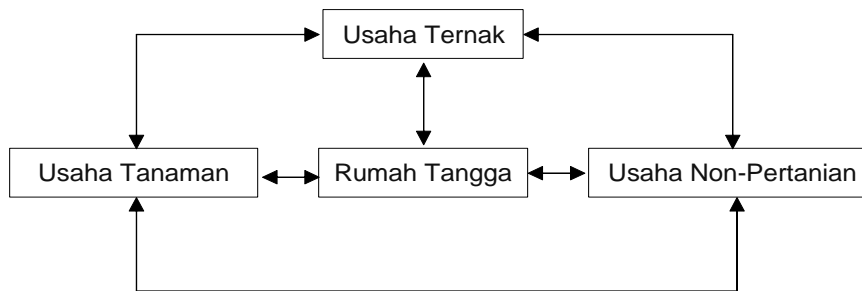 Usaha Ternak
Usaha Tanaman
Rumah Tangga
Usaha Non-Pertanian